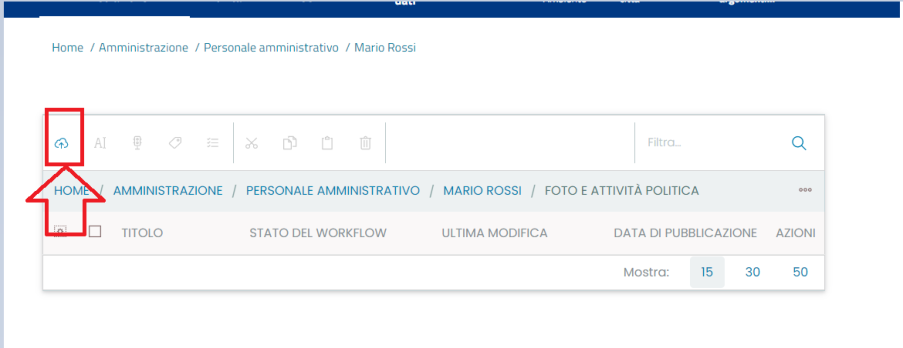 dati
Home / Amministrazione / Personale amministrativo / Mario Rossi
Filtra...
HOME / AMMINISTRAZIONE / PERSONALE AMMINISTRATIVO / MARIO ROSSI / FOTO E ATTIVITÀ POLITICA
TITOLO STATO DEL WORKFLOW ULTIMA MODIFICA DATA DI PUBBLICAZIONE AZIONI
Mostra: 15 30 50